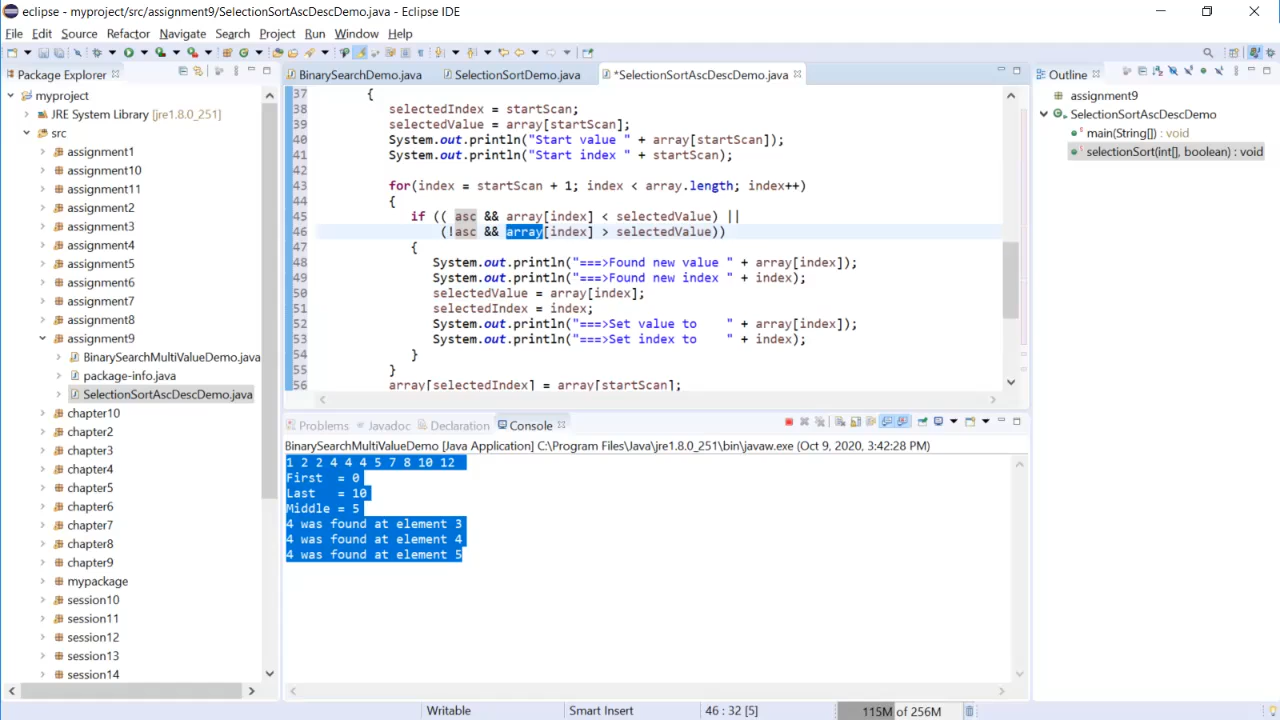 eclipse - myproject/src/assignment9/SelectionSortAscDescDemo.java - Eclipse IDE
File Edit Source Refactor Navigate Search Project Run Window Help
Package Explorer
myproject
JRE System Library [jre1.8.0_251]
src
assignment1
assignment10
assignment11
assignment2
assignment3
assignment4
assignment5
assignment6
assignment7
assignment8
assignment9
BinarySearchMultiValueDemo.java
package-info.java
SelectionSortAscDescDemo.java
chapter10
chapter2
chapter3
chapter4
chapter5
chapter6
chapter7
chapter8
chapter9
mypackage
session10
session11
session12
session13
session14
BinarySearchDemo.java SelectionSortDemo.java *SelectionSortAscDescDemo.java
37 {
38 selectedIndex = startScan;
39 selectedValue = array[startScan];
40 System.out.println("Start value " + array[startScan]);
41 System.out.println("Start index " + startScan);
42
43 for(index = startScan + 1; index < array.length; index++)
44 {
45 if (( asc && array[index] < selectedValue) ||
46 (!asc && array[index] > selectedValue))
47 {
48 System.out.println("===>Found new value " + array[index]);
49 System.out.println("===>Found new index " + index);
50 selectedValue = array[index];
51 selectedIndex = index;
52 System.out.println("===>Set value to    " + array[index]);
53 System.out.println("===>Set index to    " + index);
54 }
55 }
56 array[selectedIndex] = array[startScan];
Problems Javadoc Declaration Console
BinarySearchMultiValueDemo [Java Application] C:\Program Files\Java\jre1.8.0_251\bin\javaw.exe (Oct 9, 2020, 3:42:28 PM)
1 2 2 4 4 4 5 7 8 10 12
First  = 0
Last   = 10
Middle = 5
4 was found at element 3
4 was found at element 4
4 was found at element 5
Outline
assignment9
SelectionSortAscDescDemo
main(String[]) : void
selectionSort(int[], boolean) : void
Writable Smart Insert 46 : 32 [5] 115M of 256M